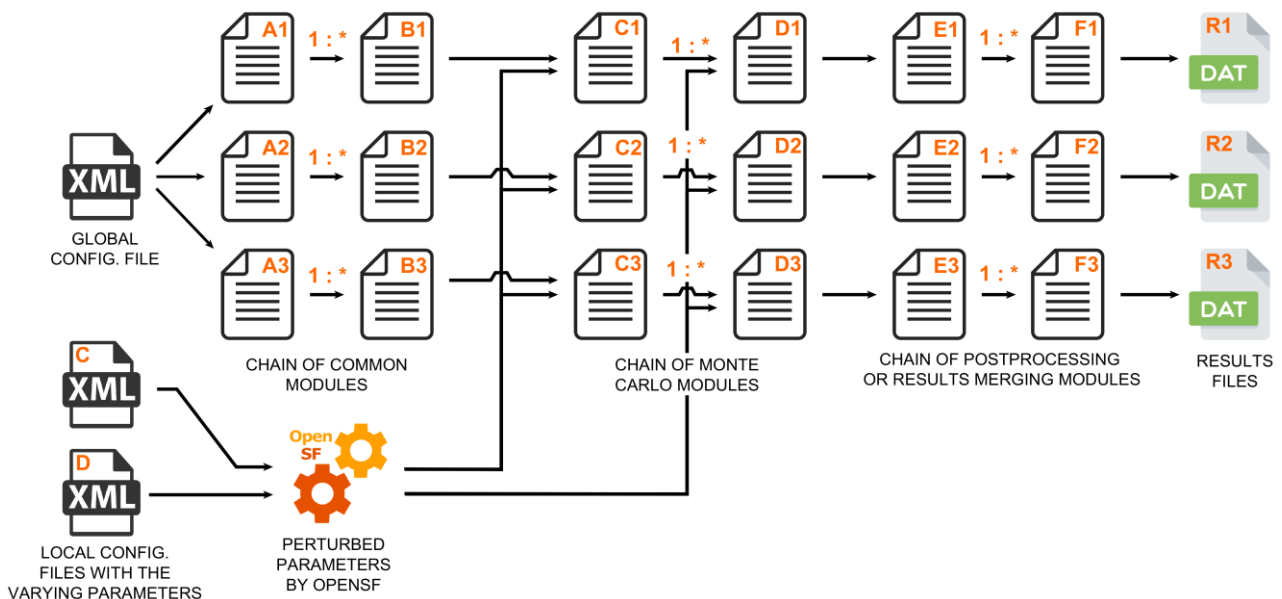 A1
1 : *
B1
C1
1 : *
D1
E1
1 : *
F1
R1
DAT
XML
GLOBAL
CONFIG. FILE
A2
1 : *
B2
C2
1 : *
D2
E2
1 : *
F2
R2
DAT
A3
1 : *
B3
C3
1 : *
D3
E3
1 : *
F3
R3
DAT
CHAIN OF COMMON
MODULES
CHAIN OF MONTE
CARLO MODULES
CHAIN OF POSTPROCESSING
OR RESULTS MERGING MODULES
RESULTS
FILES
C
XML
D
XML
LOCAL CONFIG.
FILES WITH THE
VARYING PARAMETERS
Open
SF
PERTURBED
PARAMETERS
BY OPENSF